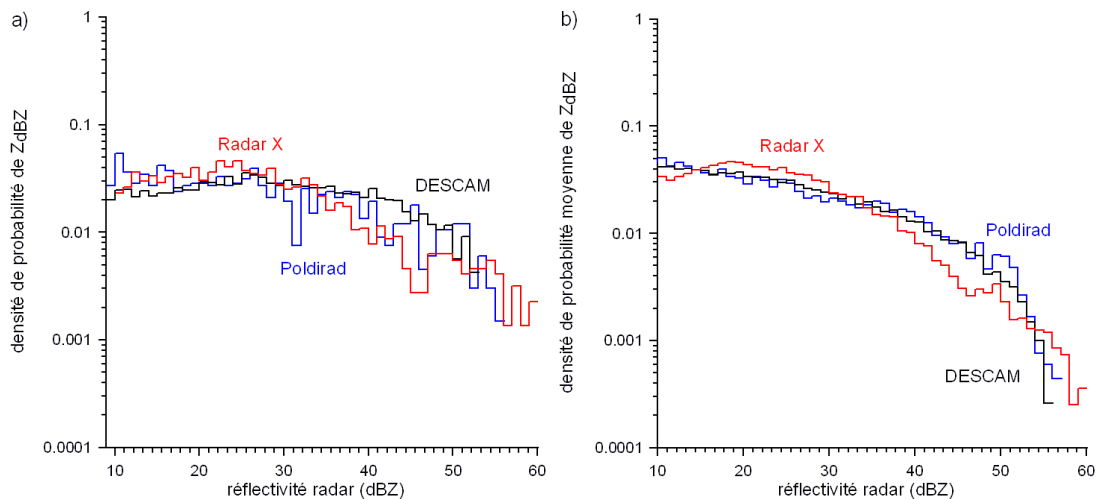 a)
densité de probabilité de ZdBZ
1
0.1
0.01
0.001
0.0001
Radar X
DESCAM
Poldirad
10 20 30 40 50 60
réflectivité radar (dBZ)
b)
densité de probabilité moyenne de ZdBZ
1
0.1
0.01
0.001
0.0001
Radar X
Poldirad
DESCAM
10 20 30 40 50 60
réflectivité radar (dBZ)